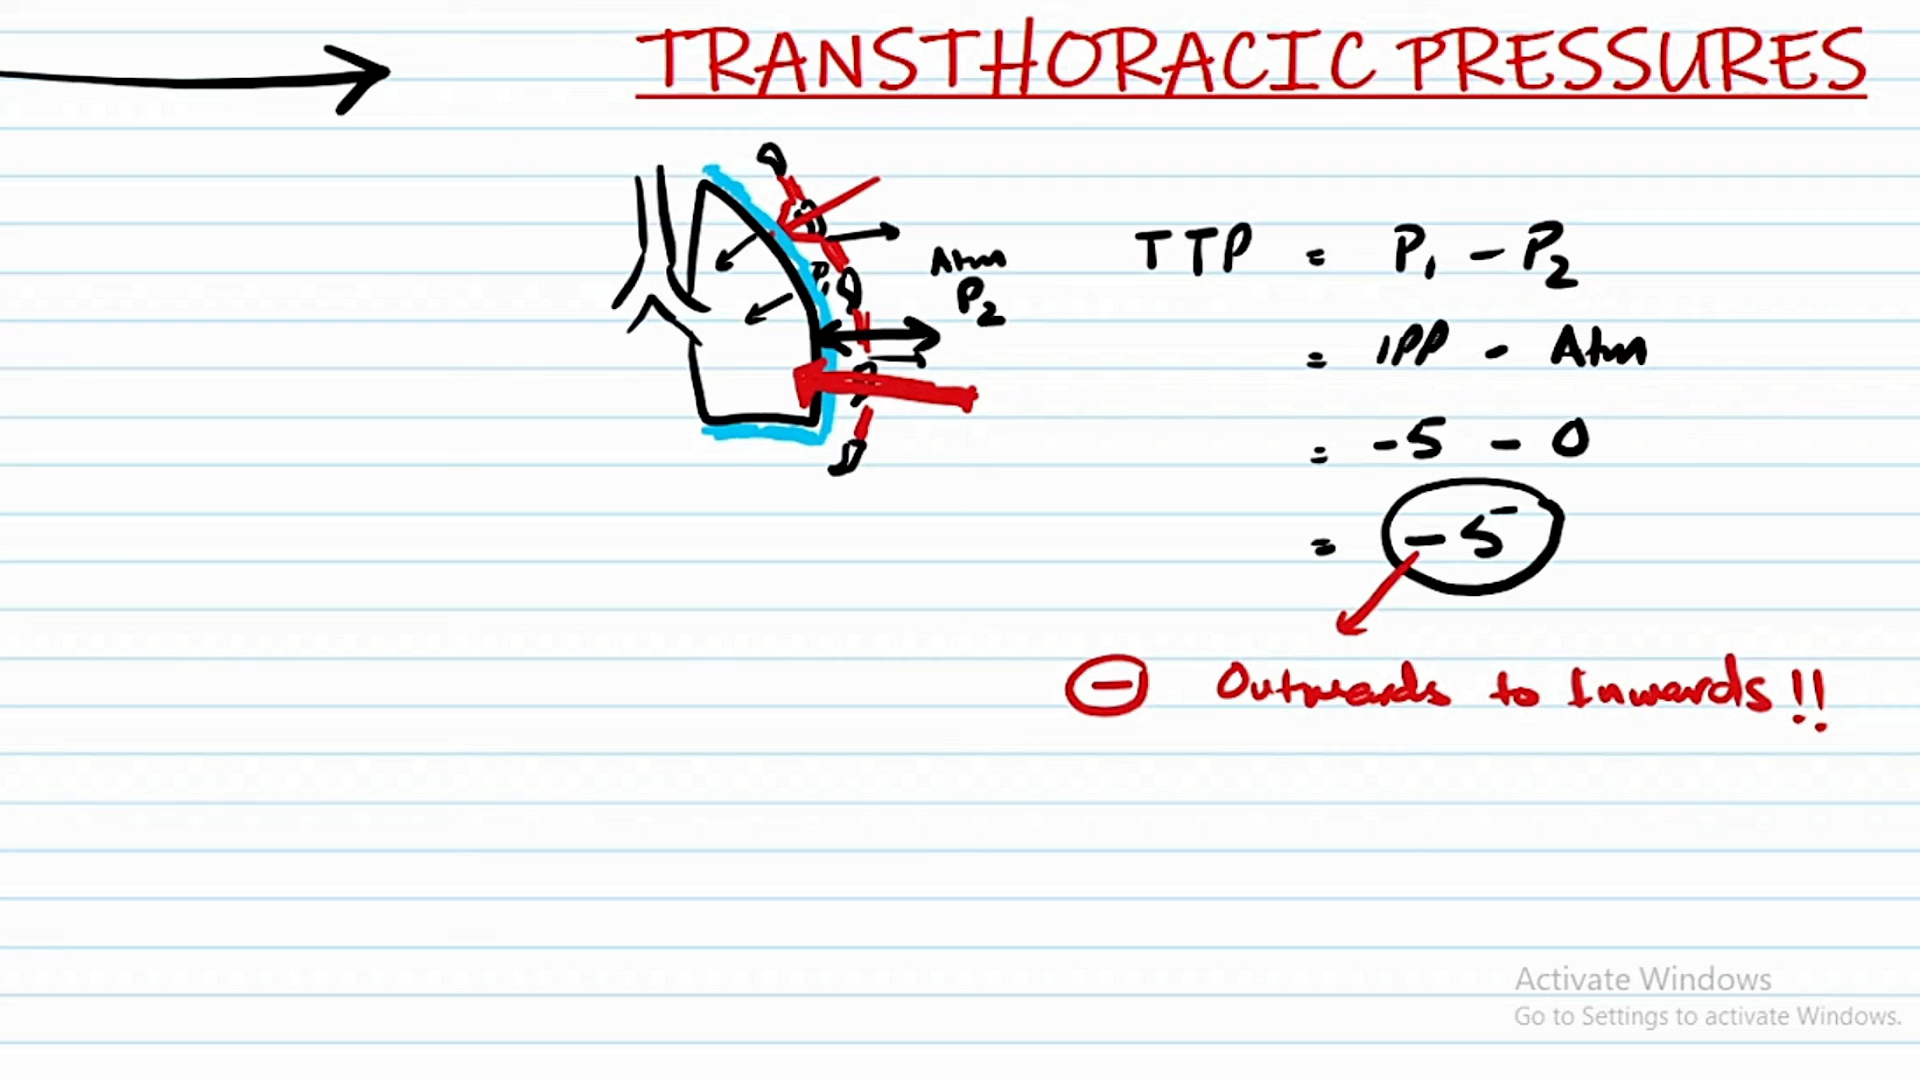 TRANSTHORACIC PRESSURES
Atm
P2
P1
TTP = P1 - P2
= IPP - Atm
= -5 - 0
= -5
- Outwards to Inwards!!
Activate Windows
Go to Settings to activate Windows.